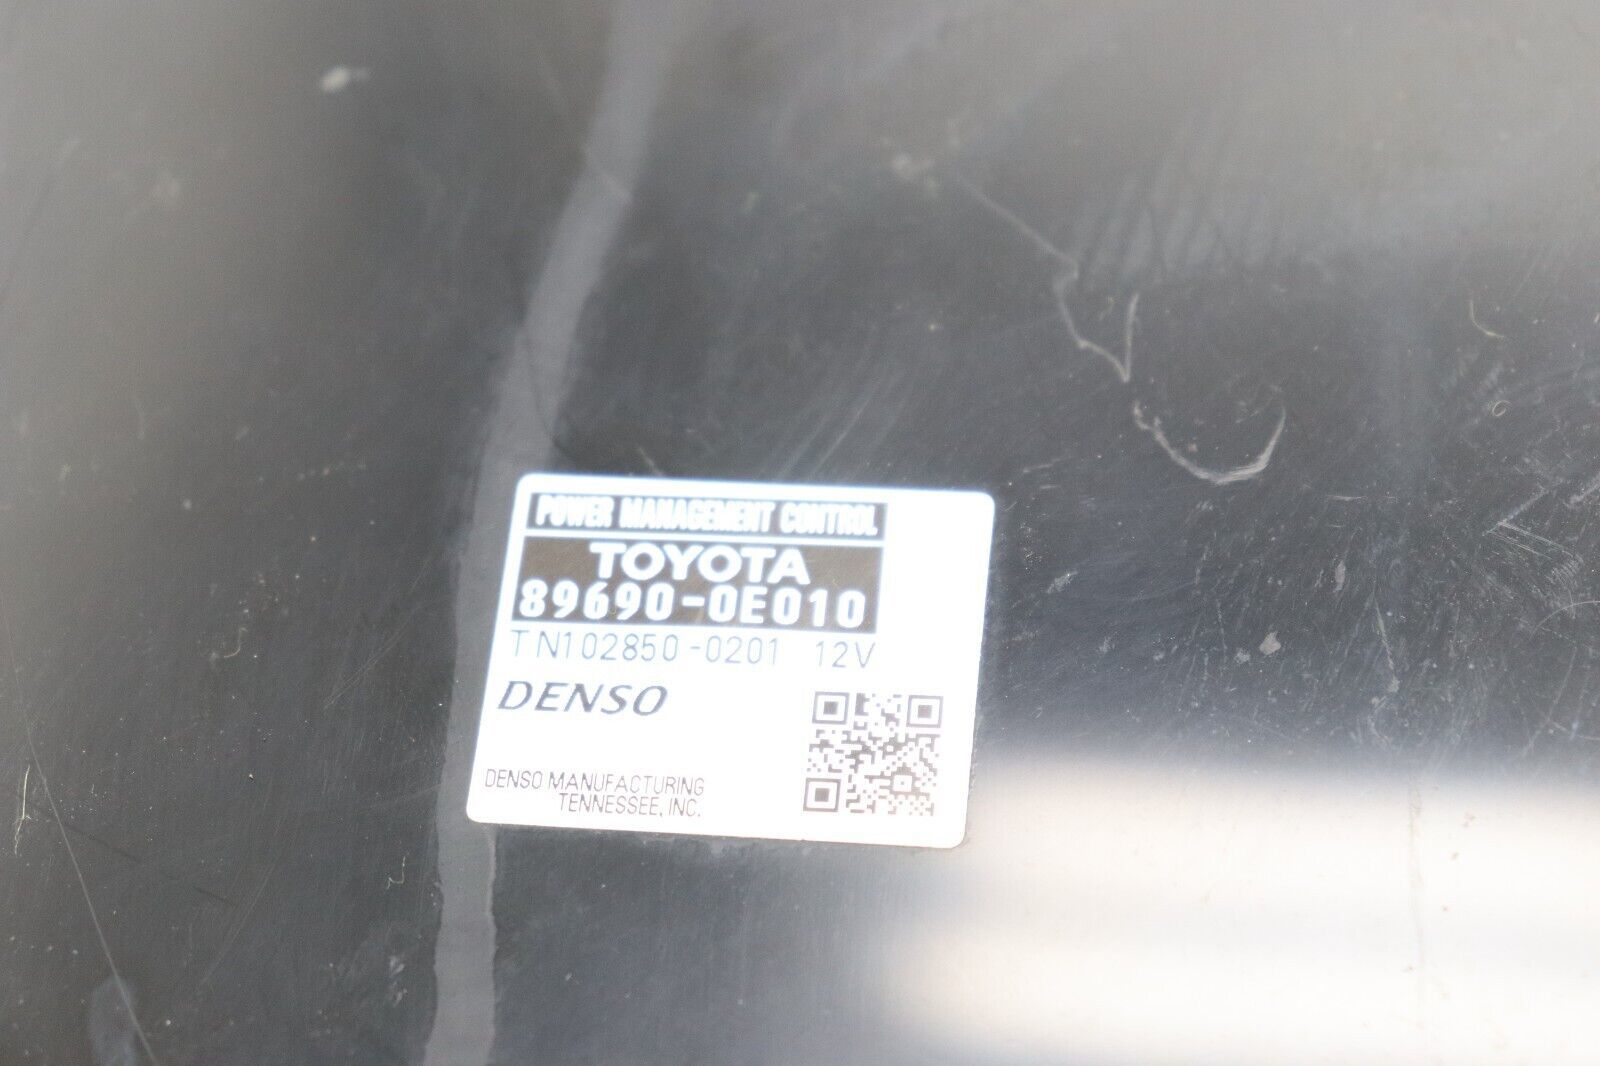 POWER MANAGEMENT CONTROL
TOYOTA
89690-0E010
TN102850-0201 12V
DENSO
DENSO MANUFACTURING
TENNESSEE, INC.